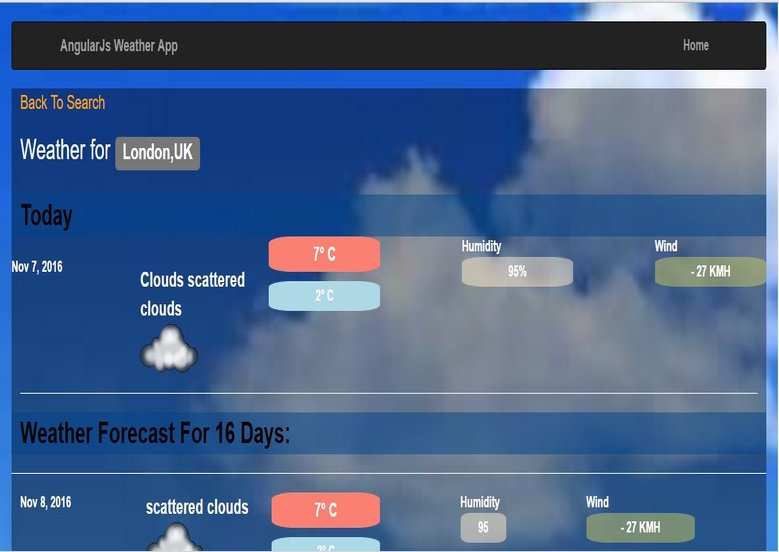 AngularJs Weather App Home
Back To Search
Weather for London,UK
Today
Nov 7, 2016
Clouds scattered
clouds
7° C
2° C
Humidity
95%
Wind
- 27 KMH
Weather Forecast For 16 Days:
Nov 8, 2016
scattered clouds
7° C
2° C
Humidity
95
Wind
- 27 KMH